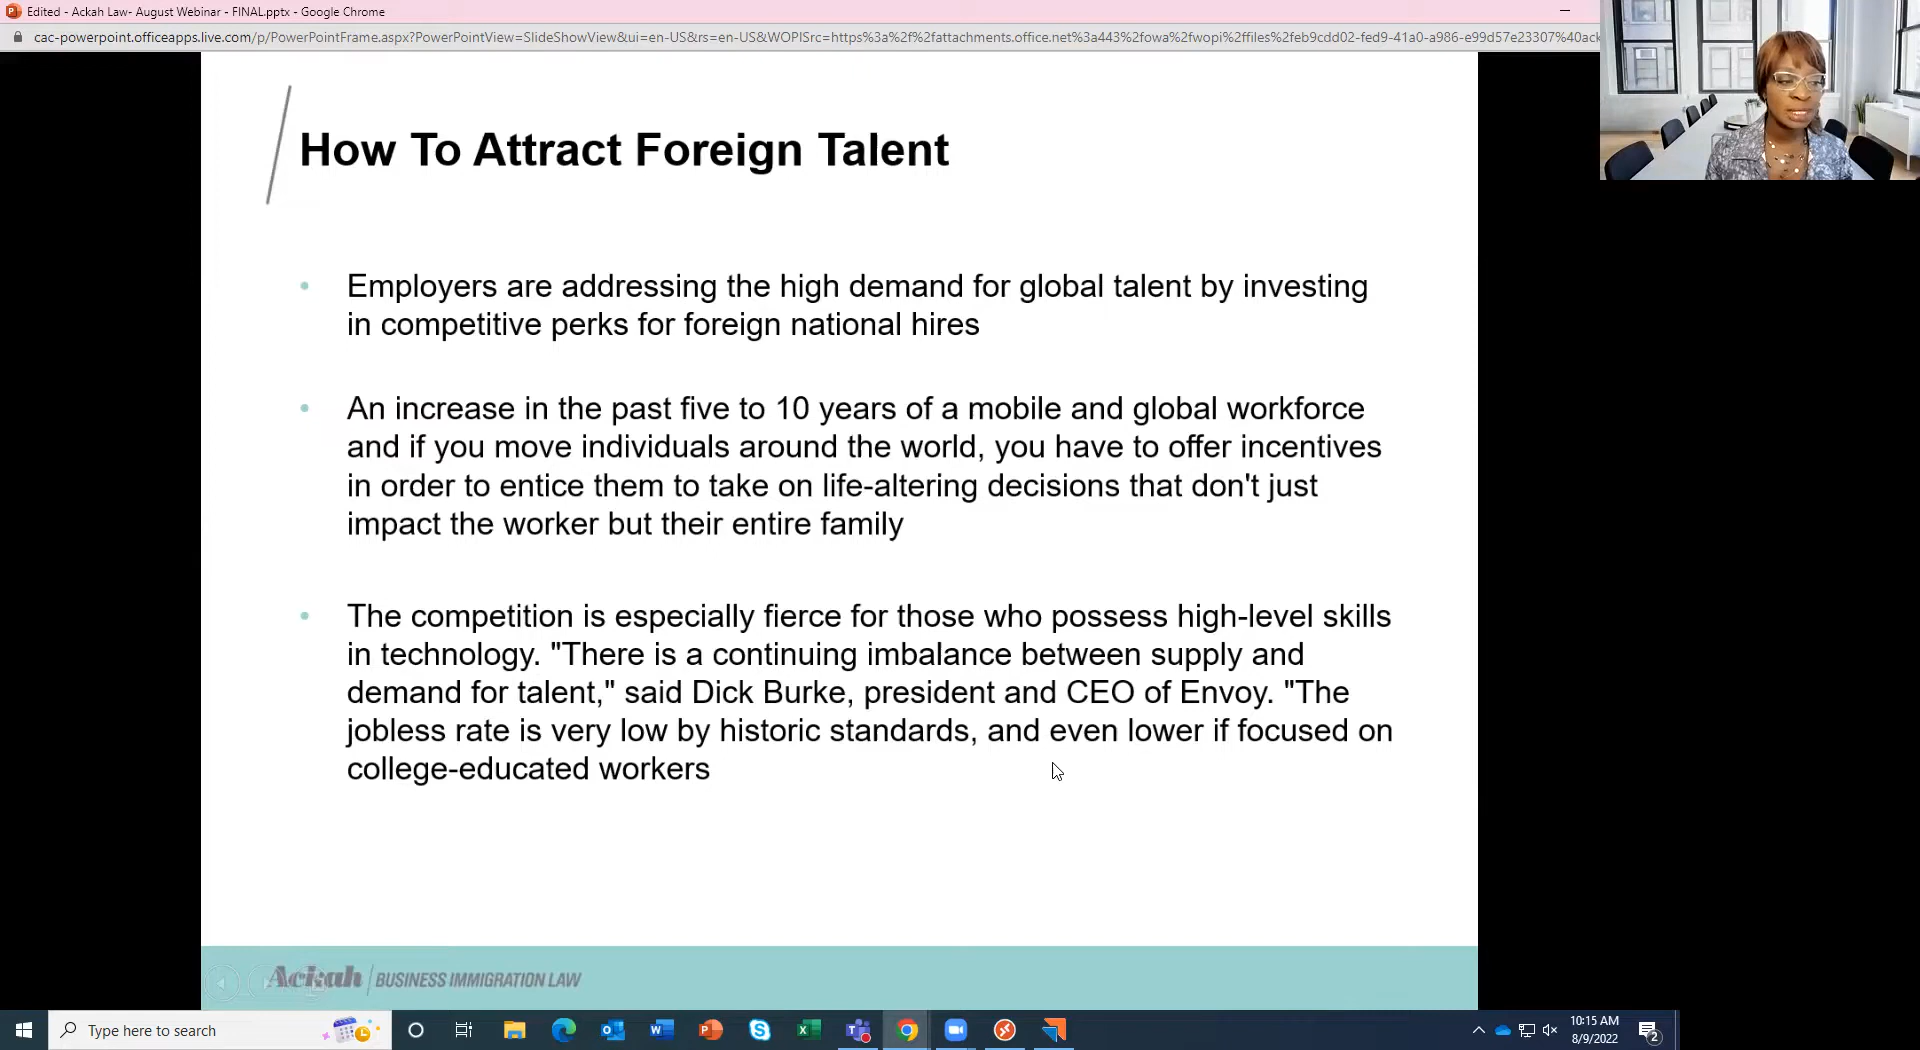 Edited - Ackah Law- August Webinar - FINAL.pptx - Google Chrome
cac-powerpoint.officeapps.live.com/p/PowerPointFrame.aspx?PowerPointView=SlideShowView&ui=en-US&rs=en-US&WOPISrc=https%3a%2f%2fattachments.office.net%3a443%2fowa%2fwopi%2ffiles%2feb9cdd02-fed9-41a0-a986-e99d57e23307%40ack
How To Attract Foreign Talent
• Employers are addressing the high demand for global talent by investing
in competitive perks for foreign national hires
• An increase in the past five to 10 years of a mobile and global workforce
and if you move individuals around the world, you have to offer incentives
in order to entice them to take on life-altering decisions that don't just
impact the worker but their entire family
• The competition is especially fierce for those who possess high-level skills
in technology. "There is a continuing imbalance between supply and
demand for talent," said Dick Burke, president and CEO of Envoy. "The
jobless rate is very low by historic standards, and even lower if focused on
college-educated workers
Ackah BUSINESS IMMIGRATION LAW
Type here to search
10:15 AM
8/9/2022
2